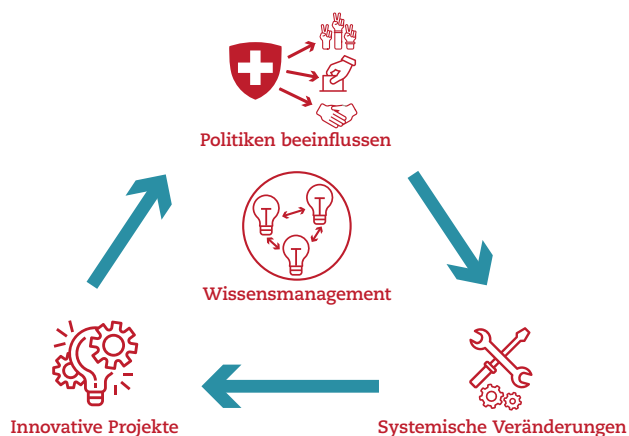 Politiken beeinflussen
Wissensmanagement
Innovative Projekte
Systemische Veränderungen